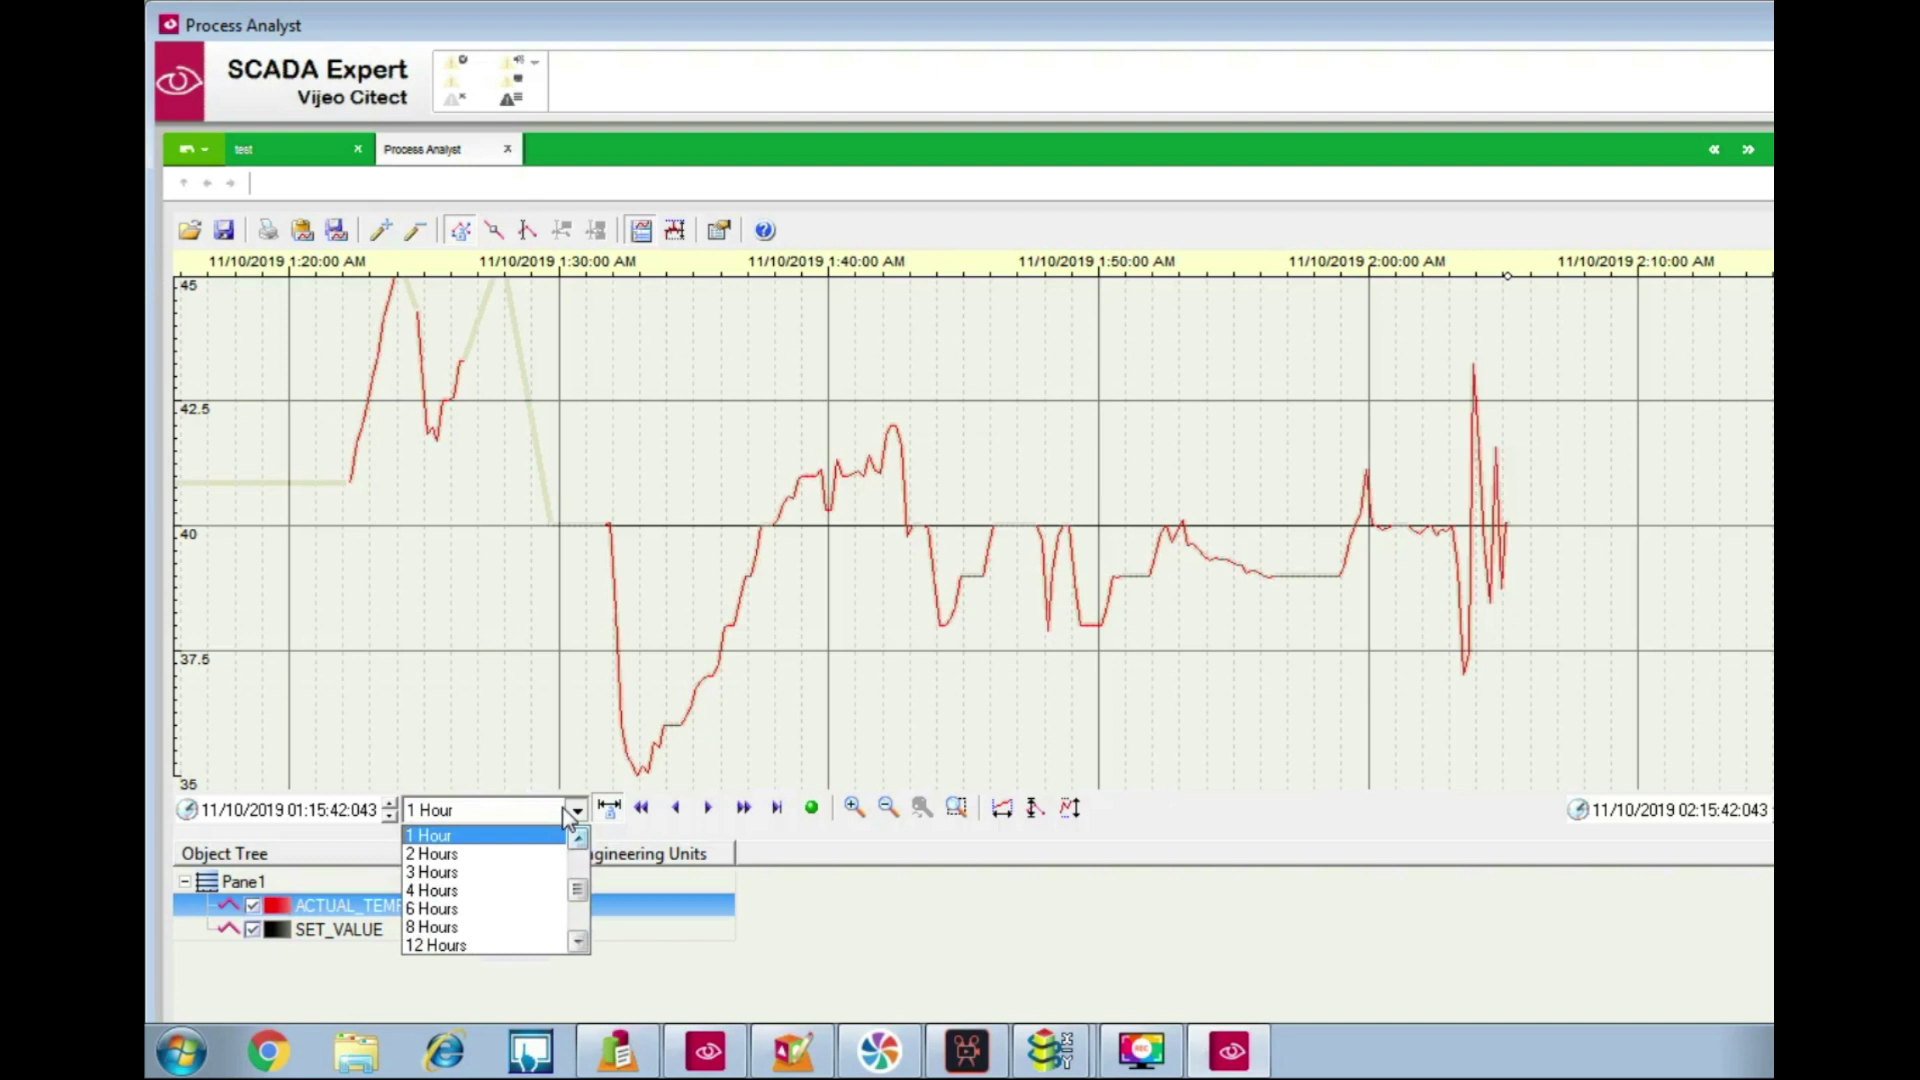 Process Analyst
SCADA Expert
Vijeo Citect
test
Process Analyst
11/10/2019 1:20:00 AM 11/10/2019 1:30:00 AM 11/10/2019 1:40:00 AM 11/10/2019 1:50:00 AM 11/10/2019 2:00:00 AM 11/10/2019 2:10:00 AM
45
42.5
40
37.5
35
11/10/2019 01:15:42:043 1 Hour 11/10/2019 02:15:42:043
1 Hour
2 Hours
3 Hours
4 Hours
6 Hours
8 Hours
12 Hours
Object Tree ngineering Units
Pane1
ACTUAL_TEMP
SET_VALUE
REC